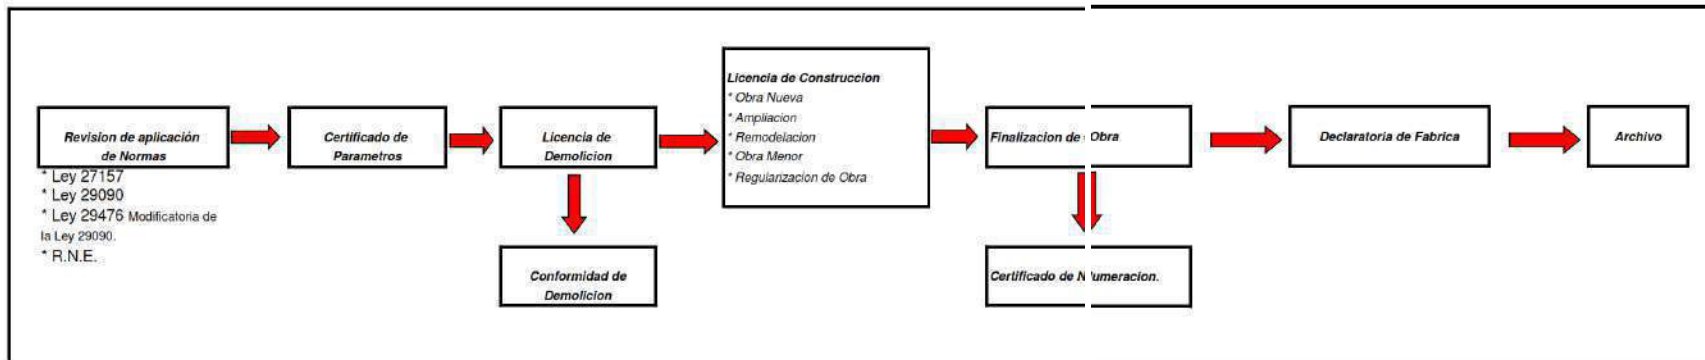 Revision de aplicación
de Normas
* Ley 27157
* Ley 29090
* Ley 29476 Modificatoria de
la Ley 29090.
* R.N.E.
Certificado de
Parametros
Licencia de
Demolicion
Conformidad de
Demolicion
Licencia de Construccion
* Obra Nueva
* Ampliacion
* Remodelacion
* Obra Menor
* Regularizacion de Obra
Finalizacion de Obra
Certificado de Numeracion.
Declaratoria de Fabrica
Archivo